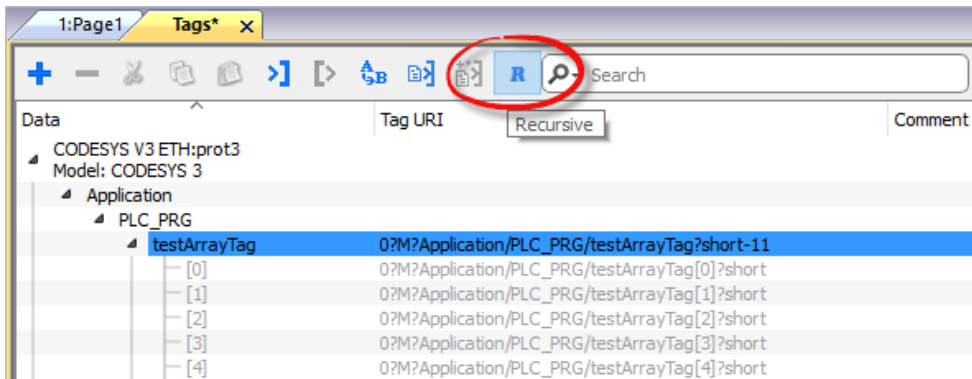 1:Page1 Tags*
R Search
Recursive
Data Tag URI Comment
CODESYS V3 ETH:prot3
Model: CODESYS 3
Application
PLC_PRG
testArrayTag 0?M?Application/PLC_PRG/testArrayTag?short-11
[0] 0?M?Application/PLC_PRG/testArrayTag[0]?short
[1] 0?M?Application/PLC_PRG/testArrayTag[1]?short
[2] 0?M?Application/PLC_PRG/testArrayTag[2]?short
[3] 0?M?Application/PLC_PRG/testArrayTag[3]?short
[4] 0?M?Application/PLC_PRG/testArrayTag[4]?short